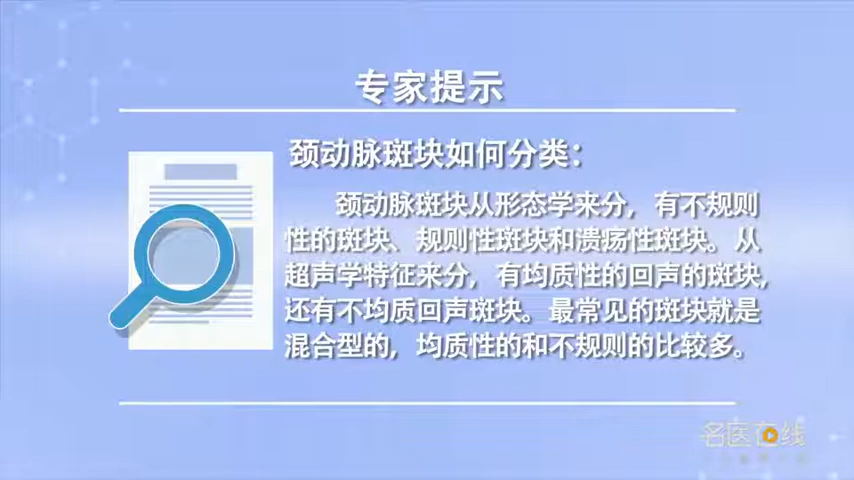 专家提示
颈动脉斑块如何分类：
颈动脉斑块从形态学来分，有不规则
性的斑块、规则性斑块和溃疡性斑块。从
超声学特征来分，有均质性的回声的斑块，
还有不均质回声斑块。最常见的斑块就是
混合型的，均质性的和不规则的比较多。
名医在线